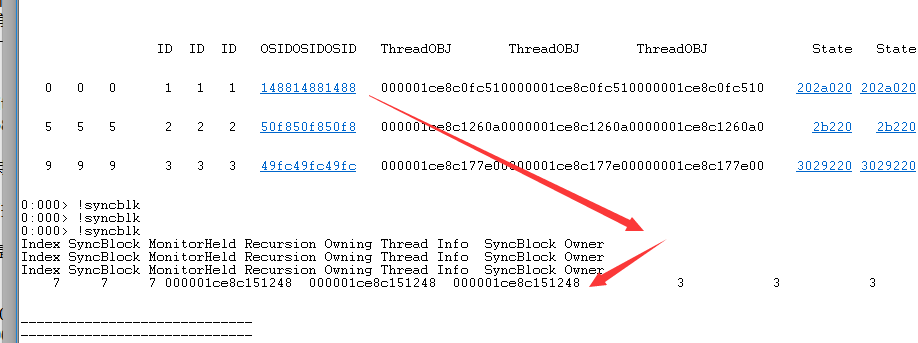 ID ID ID OSIDOSIDOSID ThreadOBJ ThreadOBJ ThreadOBJ State State
0 0 0 1 1 1 148814881488 000001ce8c0fc510000001ce8c0fc510000001ce8c0fc510 202a020 202a020
5 5 5 2 2 2 50f850f850f8 000001ce8c1260a0000001ce8c1260a0000001ce8c1260a0 2b220 2b220
9 9 9 3 3 3 49fc49fc49fc 000001ce8c177e00000001ce8c177e00000001ce8c177e00 3029220 3029220
0:000> !syncblk
0:000> !syncblk
0:000> !syncblk
Index SyncBlock MonitorHeld Recursion Owning Thread Info SyncBlock Owner
Index SyncBlock MonitorHeld Recursion Owning Thread Info SyncBlock Owner
Index SyncBlock MonitorHeld Recursion Owning Thread Info SyncBlock Owner
7 7 7 000001ce8c151248 000001ce8c151248 000001ce8c151248 3 3 3
-----------------------------
-----------------------------